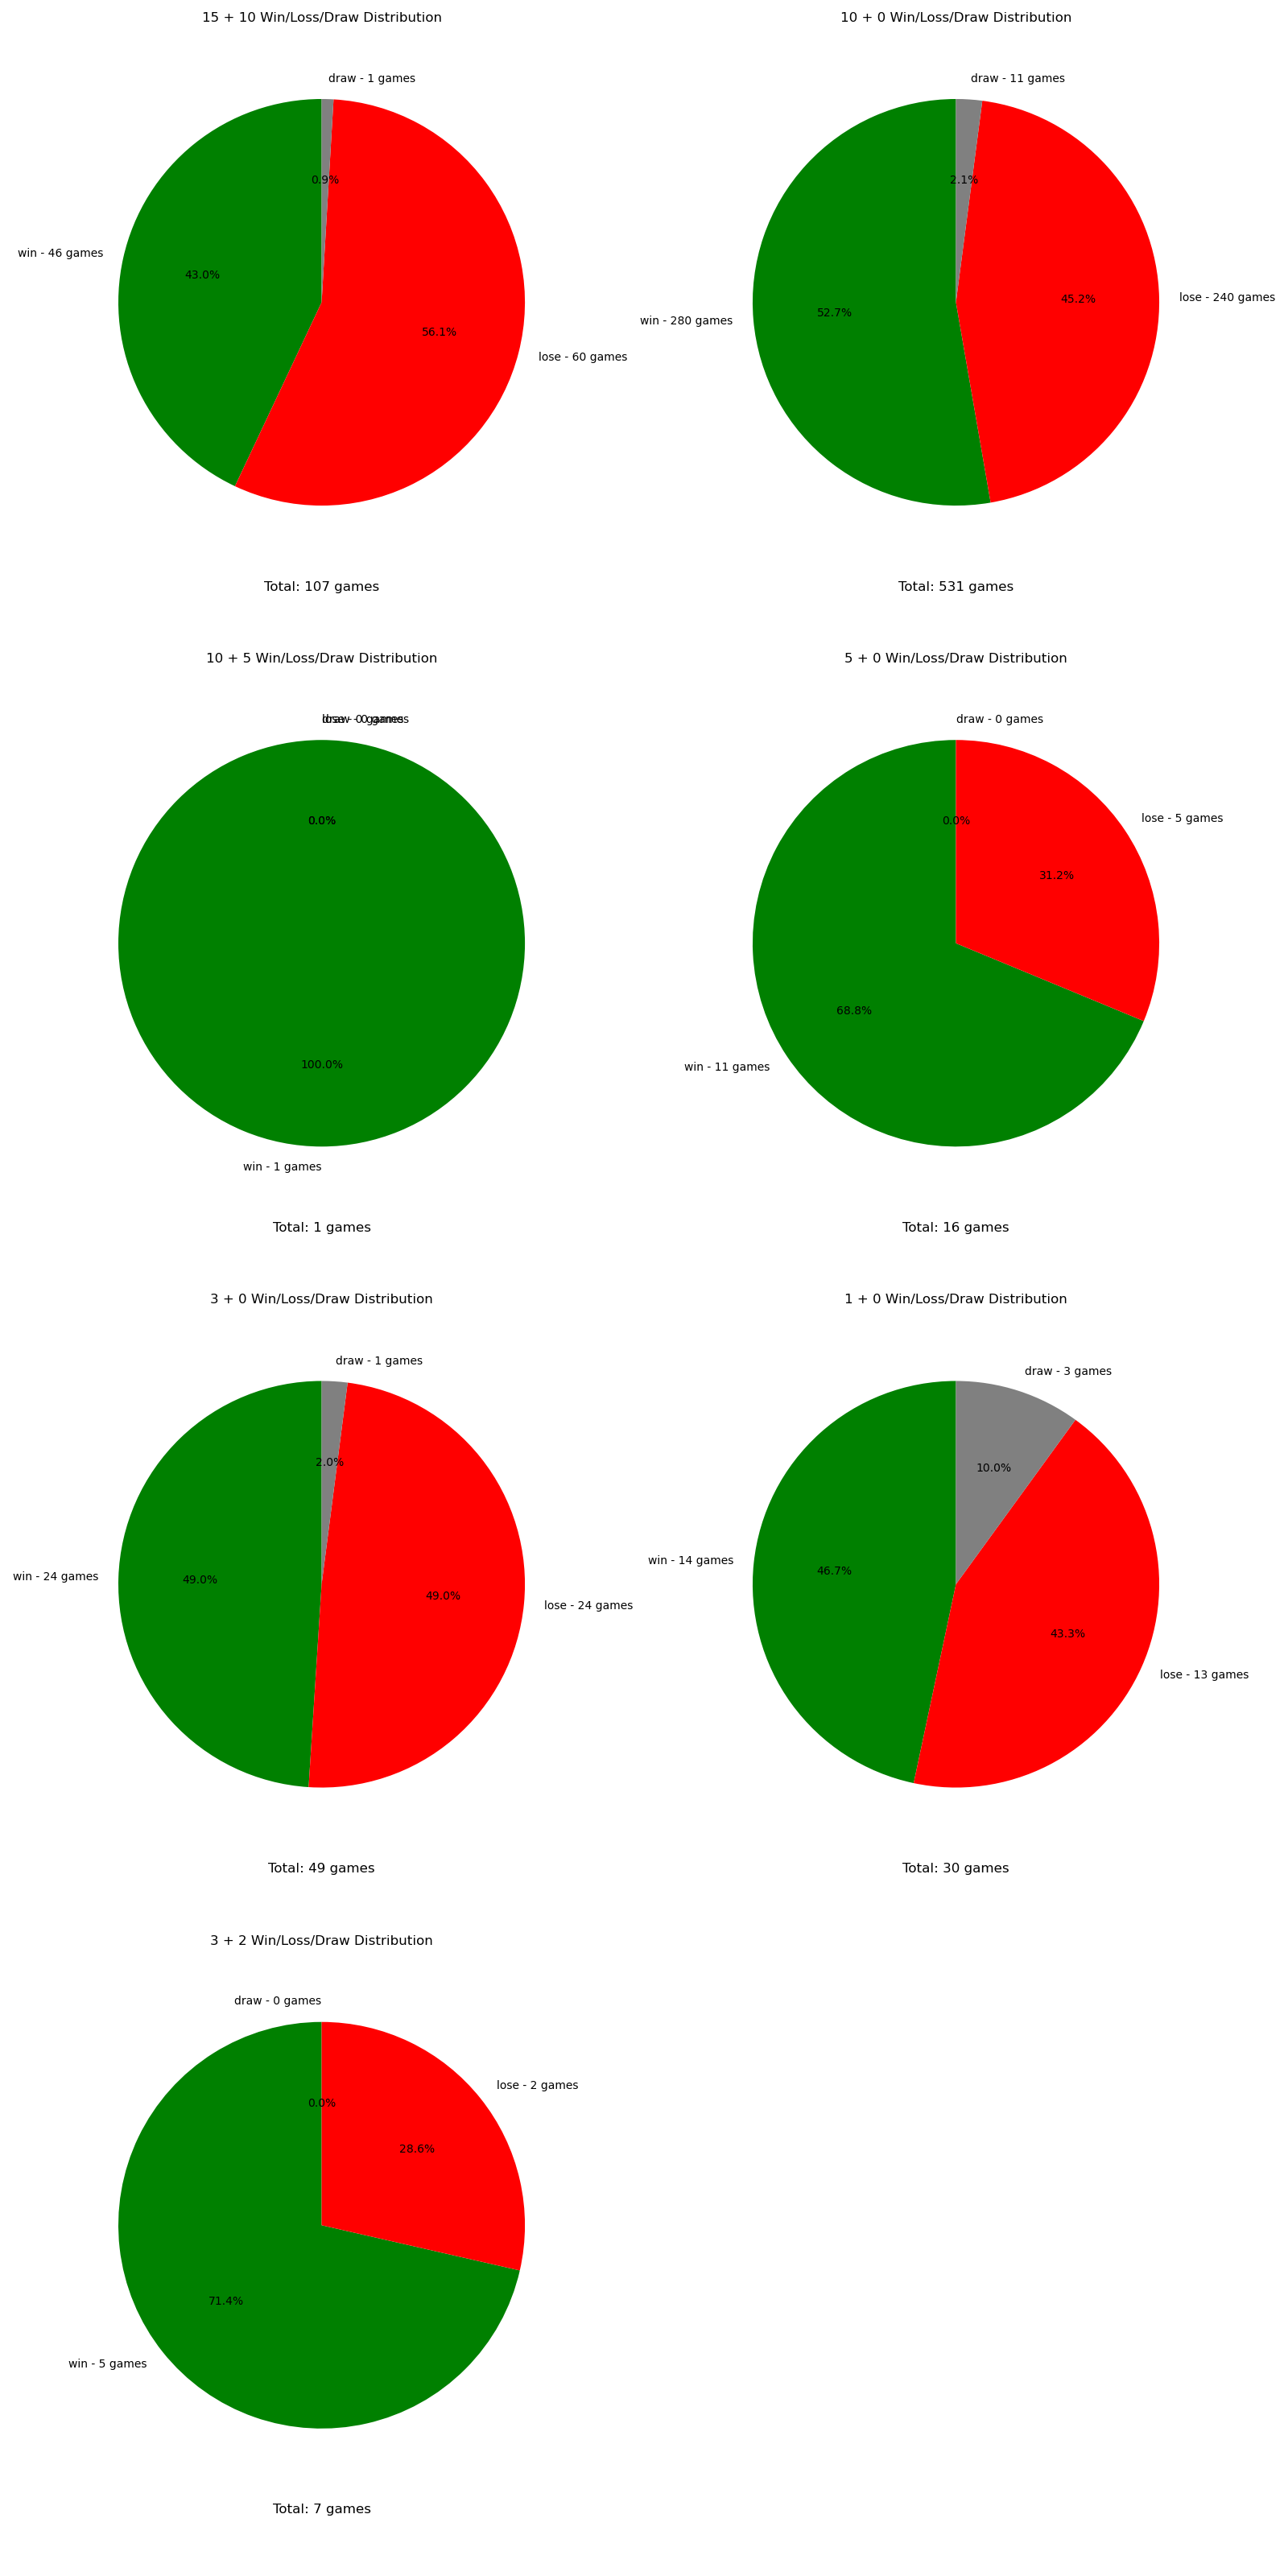 15 + 10 Win/Loss/Draw Distribution
draw - 1 games
0.9%
win - 46 games
43.0%
56.1%
lose - 60 games
Total: 107 games
10 + 0 Win/Loss/Draw Distribution
draw - 11 games
2.1%
lose - 240 games
45.2%
52.7%
win - 280 games
Total: 531 games
10 + 5 Win/Loss/Draw Distribution
lose - 0 games
draw - 0 games
0.0%
0.0%
100.0%
win - 1 games
Total: 1 games
5 + 0 Win/Loss/Draw Distribution
draw - 0 games
lose - 5 games
0.0%
31.2%
68.8%
win - 11 games
Total: 16 games
3 + 0 Win/Loss/Draw Distribution
draw - 1 games
2.0%
win - 24 games
49.0%
49.0%
lose - 24 games
Total: 49 games
1 + 0 Win/Loss/Draw Distribution
draw - 3 games
10.0%
win - 14 games
46.7%
43.3%
lose - 13 games
Total: 30 games
3 + 2 Win/Loss/Draw Distribution
draw - 0 games
lose - 2 games
0.0%
28.6%
71.4%
win - 5 games
Total: 7 games